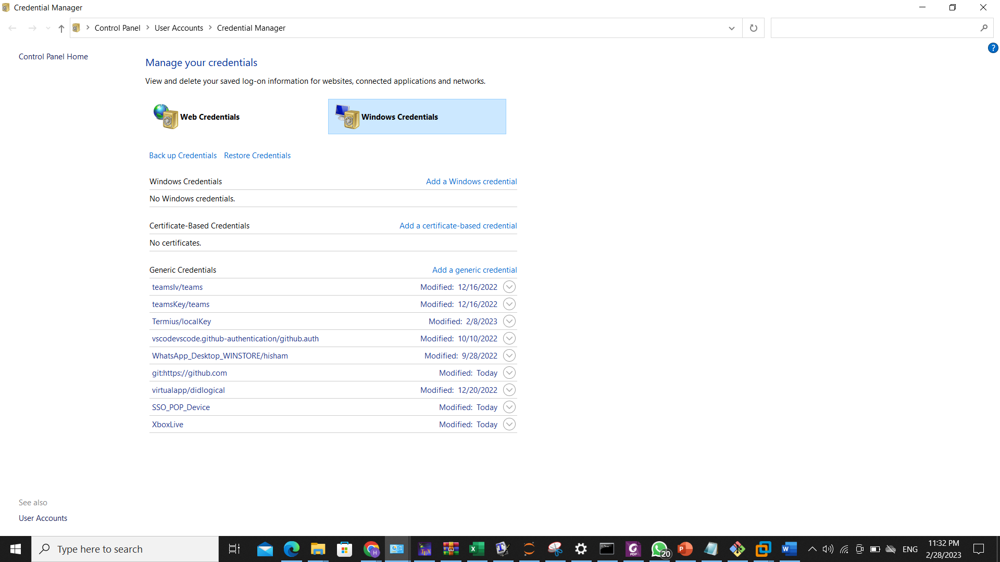 Credential Manager
Control Panel > User Accounts > Credential Manager
?
Control Panel Home
Manage your credentials
View and delete your saved log-on information for websites, connected applications and networks.
Web Credentials
Windows Credentials
Back up Credentials Restore Credentials
Windows Credentials Add a Windows credential
No Windows credentials.
Certificate-Based Credentials Add a certificate-based credential
No certificates.
Generic Credentials Add a generic credential
teamsIv/teams Modified: 12/16/2022
teamsKey/teams Modified: 12/16/2022
Termius/localKey Modified: 2/8/2023
vscodevscode.github-authentication/github.auth Modified: 10/10/2022
WhatsApp_Desktop_WINSTORE/hisham Modified: 9/28/2022
git:https://github.com Modified: Today
virtualapp/didlogical Modified: 12/20/2022
SSO_POP_Device Modified: Today
XboxLive Modified: Today
See also
User Accounts
Type here to search
H
TEX
X
PDF
20
P
W
ENG
11:32 PM
2/28/2023